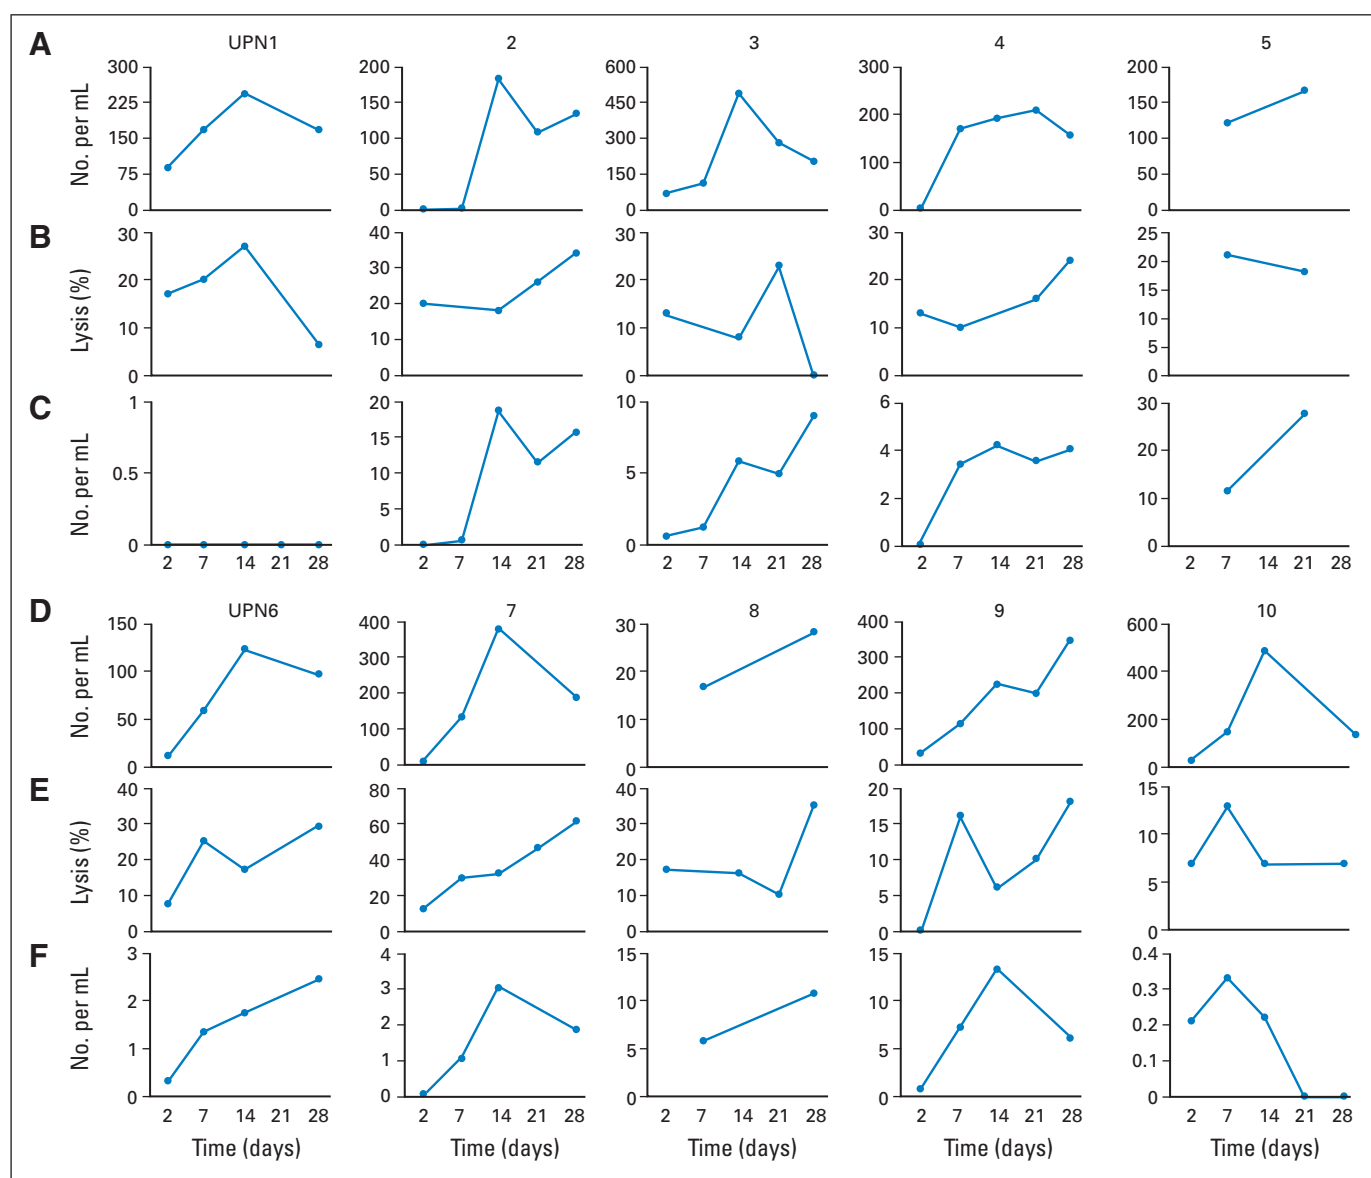 A UPN1 2 3 4 5
No. per mL
300 225 150 75 0
200 150 100 50 0
600 450 300 150 0
300 200 100 0
200 150 100 50 0
B
Lysis (%)
30 20 10 0
40 30 20 10 0
30 20 10 0
30 20 10 0
25 20 15 10 5 0
C
No. per mL
1 0.5 0
20 15 10 5 0
10 5 0
6 4 2 0
30 20 10 0
2 7 14 21 28
2 7 14 21 28
2 7 14 21 28
2 7 14 21 28
2 7 14 21 28
D UPN6 7 8 9 10
No. per mL
150 100 50 0
400 300 200 100 0
30 20 10 0
400 300 200 100 0
600 400 200 0
E
Lysis (%)
40 30 20 10 0
80 60 40 20 0
40 30 20 10 0
20 15 10 5 0
15 10 5 0
F
No. per mL
3 2 1 0
4 3 2 1 0
15 10 5 0
15 10 5 0
0.4 0.3 0.2 0.1 0
2 7 14 21 28
2 7 14 21 28
2 7 14 21 28
2 7 14 21 28
2 7 14 21 28
Time (days) Time (days) Time (days) Time (days) Time (days)